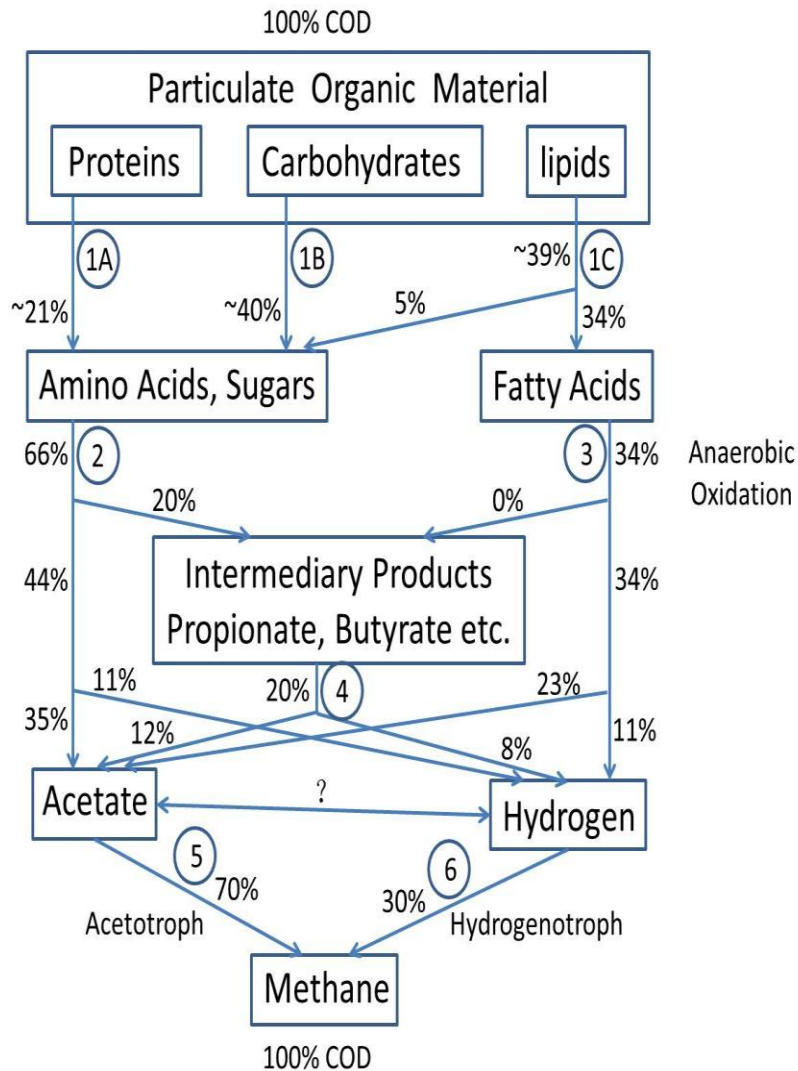 100% COD
Particulate Organic Material
Proteins
Carbohydrates
lipids
1A
1B
~39%
1C
~21%
~40%
5%
34%
Amino Acids, Sugars
Fatty Acids
66%
2
3
34%
Anaerobic
Oxidation
20%
0%
44%
Intermediary Products
Propionate, Butyrate etc.
34%
11%
20%
4
23%
35%
12%
8%
11%
Acetate
?
Hydrogen
5
6
70%
30%
Acetotroph
Hydrogenotroph
Methane
100% COD